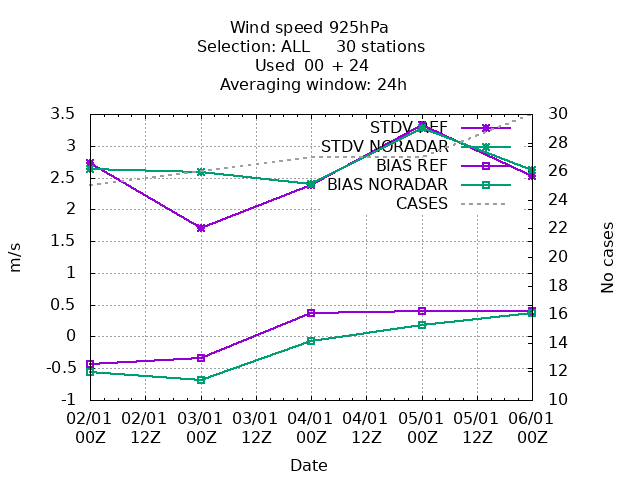 Wind speed 925hPa
Selection: ALL 30 stations
Used 00 + 24
Averaging window: 24h
3.5
3
2.5
2
1.5
1
0.5
0
-0.5
-1
m/s
30
28
26
24
22
20
18
16
14
12
10
No cases
STDV REF
STDV NORADAR
BIAS REF
BIAS NORADAR
CASES
02/01 02/01 03/01 03/01 04/01 04/01 05/01 05/01 06/01
00Z 12Z 00Z 12Z 00Z 12Z 00Z 12Z 00Z
Date